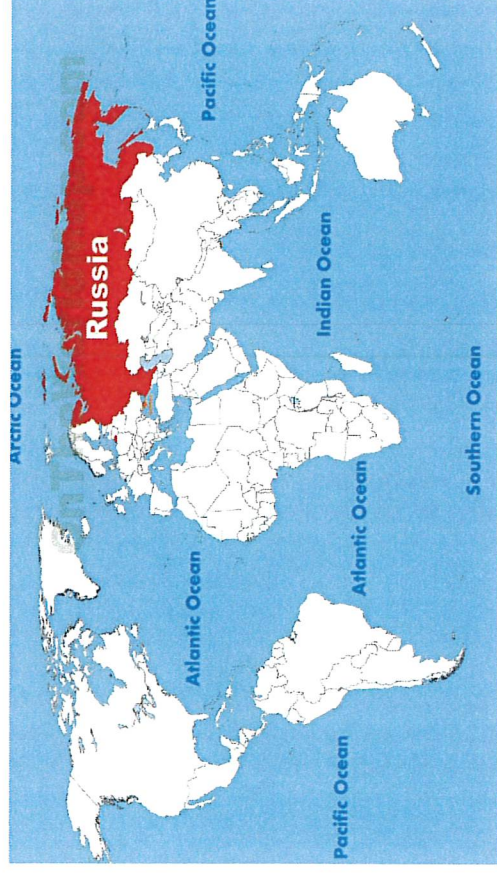 Arctic Ocean
Russia
Pacific Ocean
Atlantic Ocean
Indian Ocean
Pacific Ocean
Atlantic Ocean
Southern Ocean